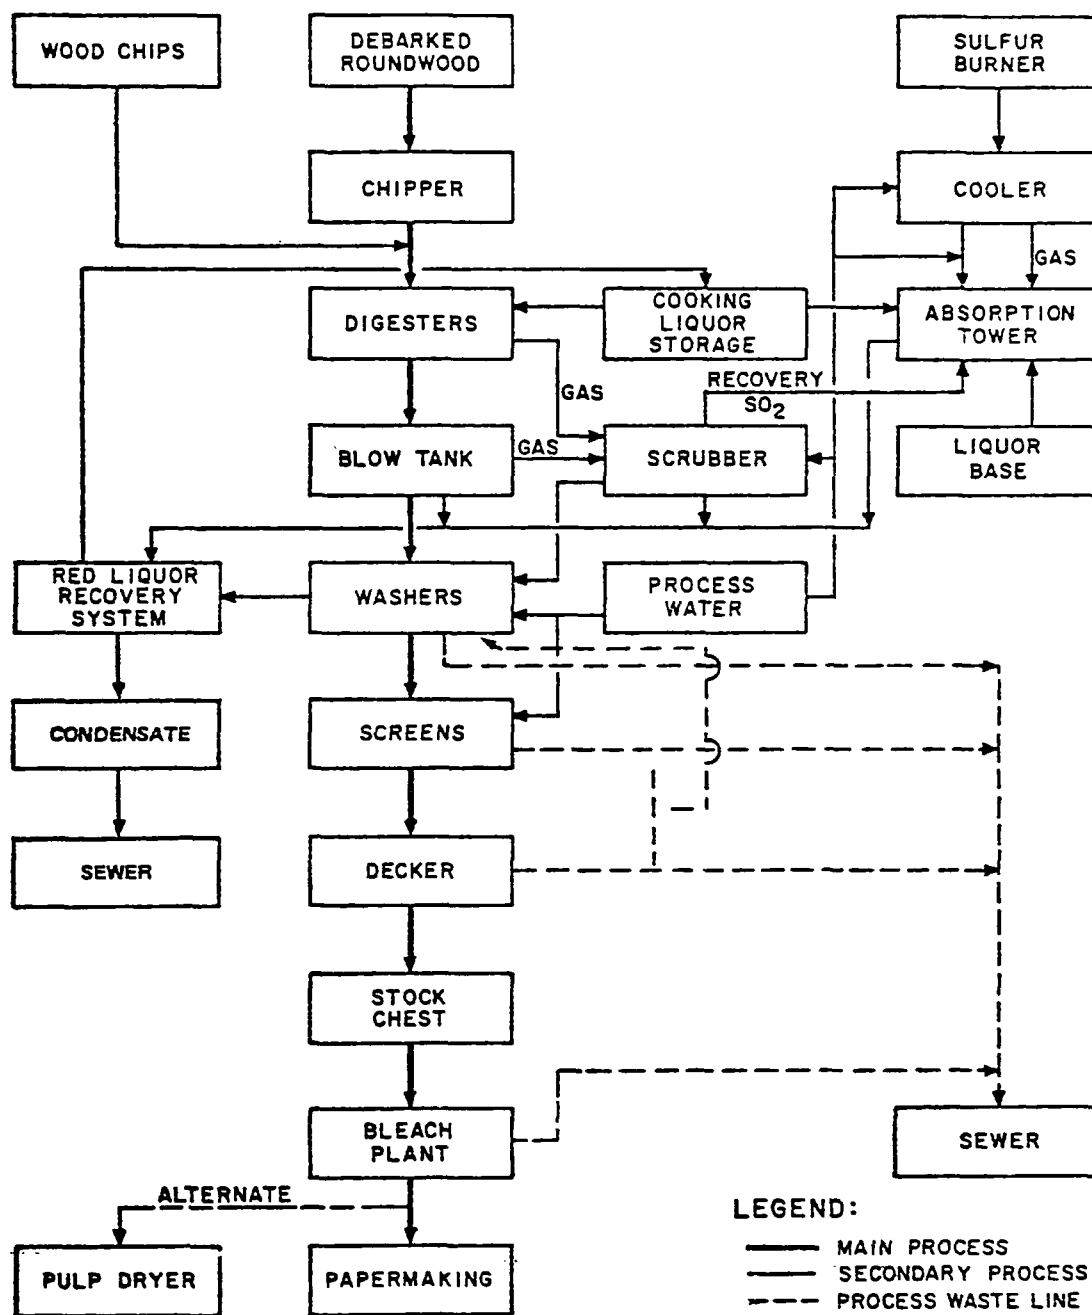 WOOD CHIPS
DEBARKED
ROUNDWOOD
SULFUR
BURNER
CHIPPER
COOLER
GAS
DIGESTERS
COOKING
LIQUOR
STORAGE
ABSORPTION
TOWER
GAS
RECOVERY
SO2
BLOW TANK
GAS
SCRUBBER
LIQUOR
BASE
RED LIQUOR
RECOVERY
SYSTEM
WASHERS
PROCESS
WATER
CONDENSATE
SCREENS
SEWER
DECKER
STOCK
CHEST
BLEACH
PLANT
SEWER
ALTERNATE
PULP DRYER
PAPERMAKING
LEGEND:
MAIN PROCESS
SECONDARY PROCESS
PROCESS WASTE LINE